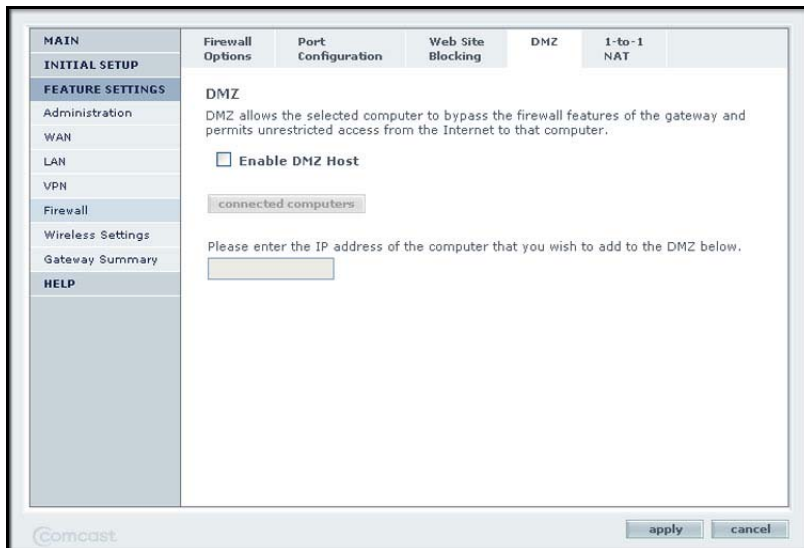 MAIN
INITIAL SETUP
FEATURE SETTINGS
Administration
WAN
LAN
VPN
Firewall
Wireless Settings
Gateway Summary
HELP
Firewall Options
Port Configuration
Web Site Blocking
DMZ
1-to-1 NAT
DMZ
DMZ allows the selected computer to bypass the firewall features of the gateway and
permits unrestricted access from the Internet to that computer.
Enable DMZ Host
connected computers
Please enter the IP address of the computer that you wish to add to the DMZ below.
Comcast
apply
cancel